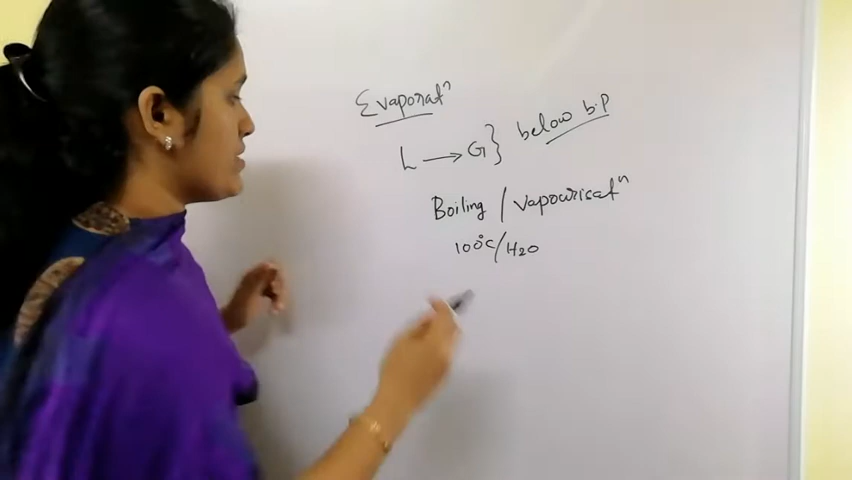 Evaporatⁿ
L → G } below b.p
Boiling / vapourisatⁿ
100°C/H₂O